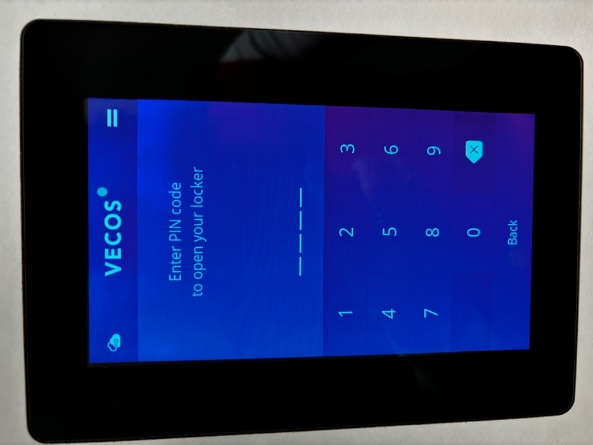 VECOS
Enter PIN code
to open your locker
1 2 3
4 5 6
7 8 9
0
Back